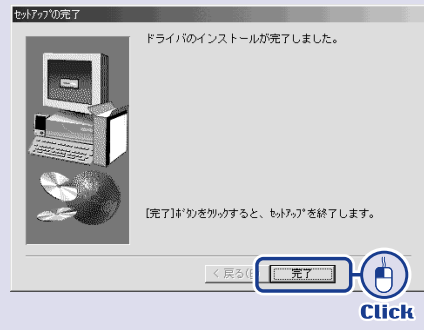 ｾｯﾄｱｯﾌﾟの完了
ドライバのインストールが完了しました。
[完了]ﾎﾞﾀﾝをｸﾘｯｸすると、ｾｯﾄｱｯﾌﾟを終了します。
< 戻る(B
完了
Click